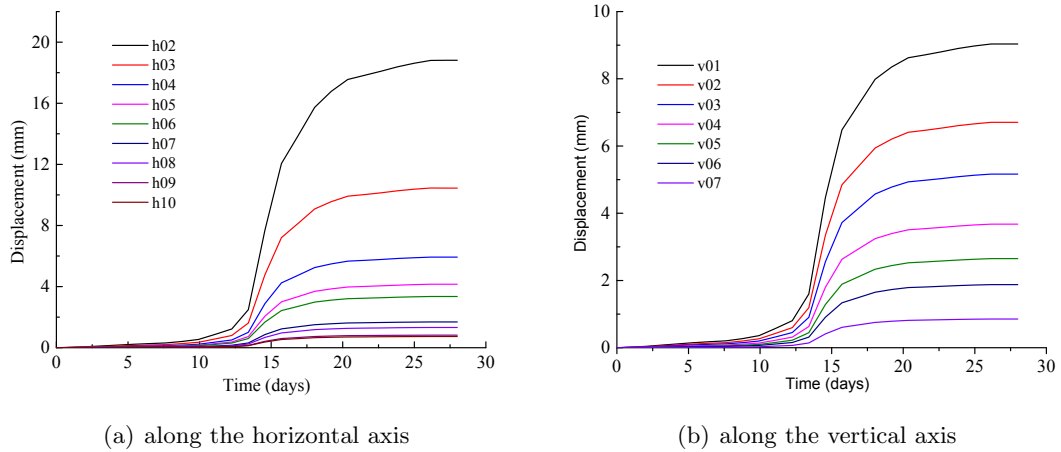 20
16
12
8
4
0
0 5 10 15 20 25 30
Displacement (mm)
Time (days)
h02
h03
h04
h05
h06
h07
h08
h09
h10
(a) along the horizontal axis
10
8
6
4
2
0
0 5 10 15 20 25 30
Displacement (mm)
Time (days)
v01
v02
v03
v04
v05
v06
v07
(b) along the vertical axis